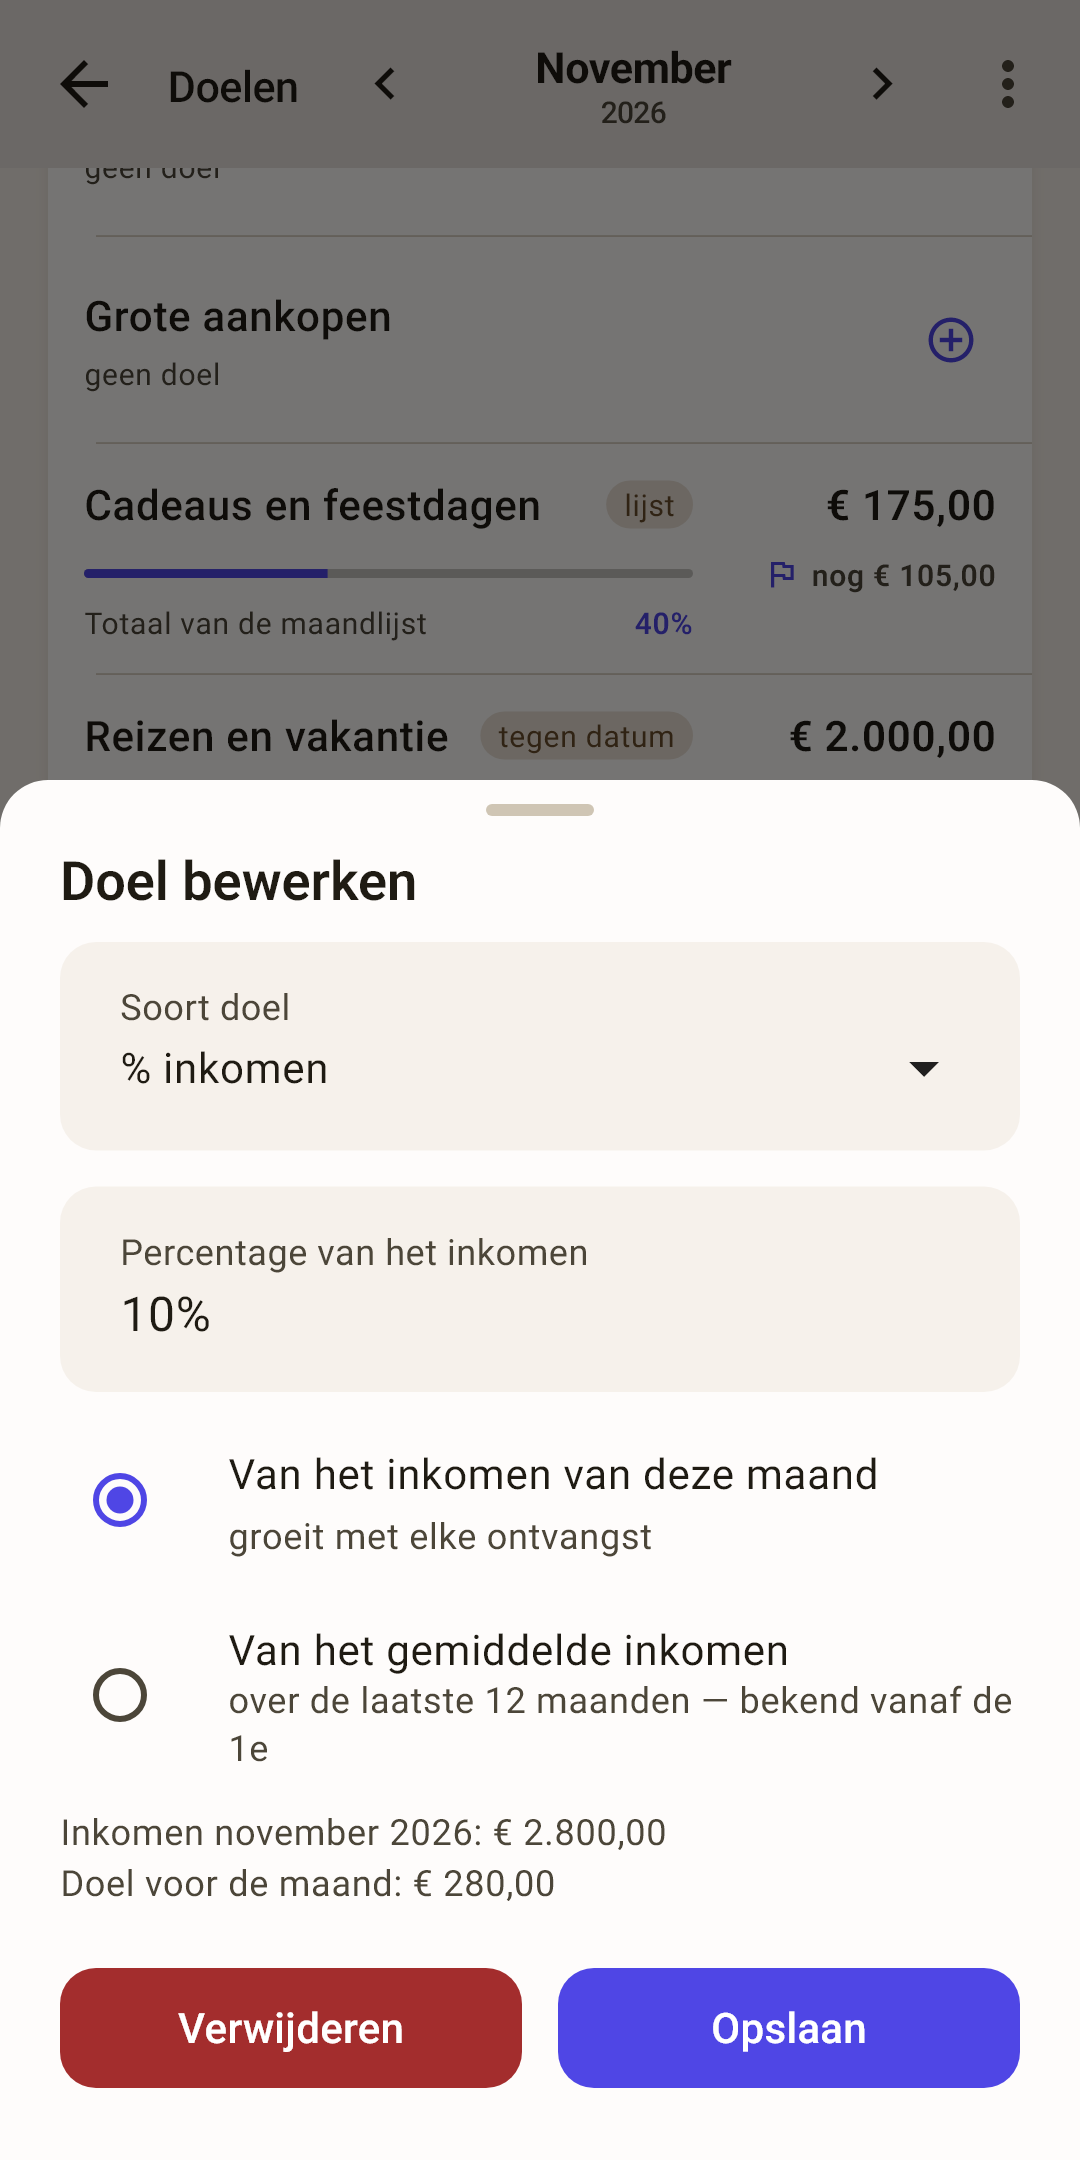 Doelen
November
2026
geen doel
Grote aankopen
geen doel
Cadeaus en feestdagen
lijst
€ 175,00
nog € 105,00
Totaal van de maandlijst
40%
Reizen en vakantie
tegen datum
€ 2.000,00
Doel bewerken
Soort doel
% inkomen
Percentage van het inkomen
10%
Van het inkomen van deze maand
groeit met elke ontvangst
Van het gemiddelde inkomen
over de laatste 12 maanden — bekend vanaf de
1e
Inkomen november 2026: € 2.800,00
Doel voor de maand: € 280,00
Verwijderen
Opslaan